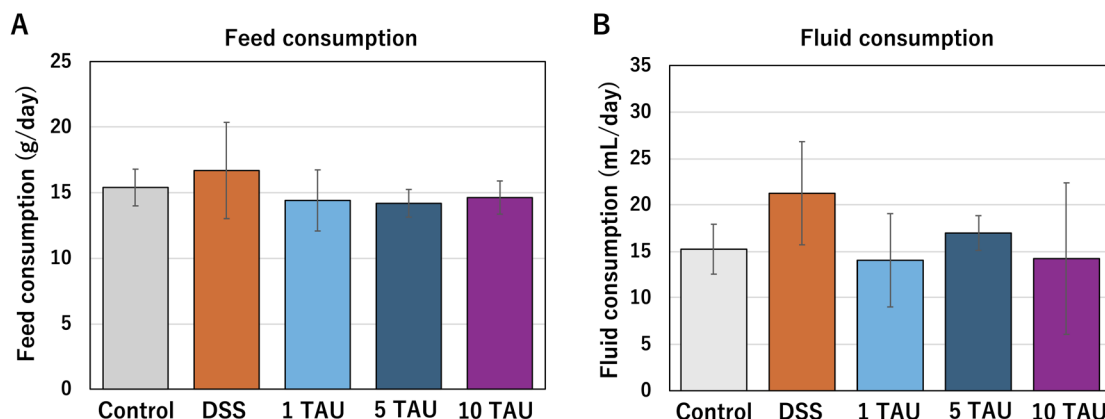 A
Feed consumption
Feed consumption (g/day)
25
20
15
10
5
0
Control DSS 1 TAU 5 TAU 10 TAU
B
Fluid consumption
Fluid consumption (mL/day)
35
30
25
20
15
10
5
0
Control DSS 1 TAU 5 TAU 10 TAU